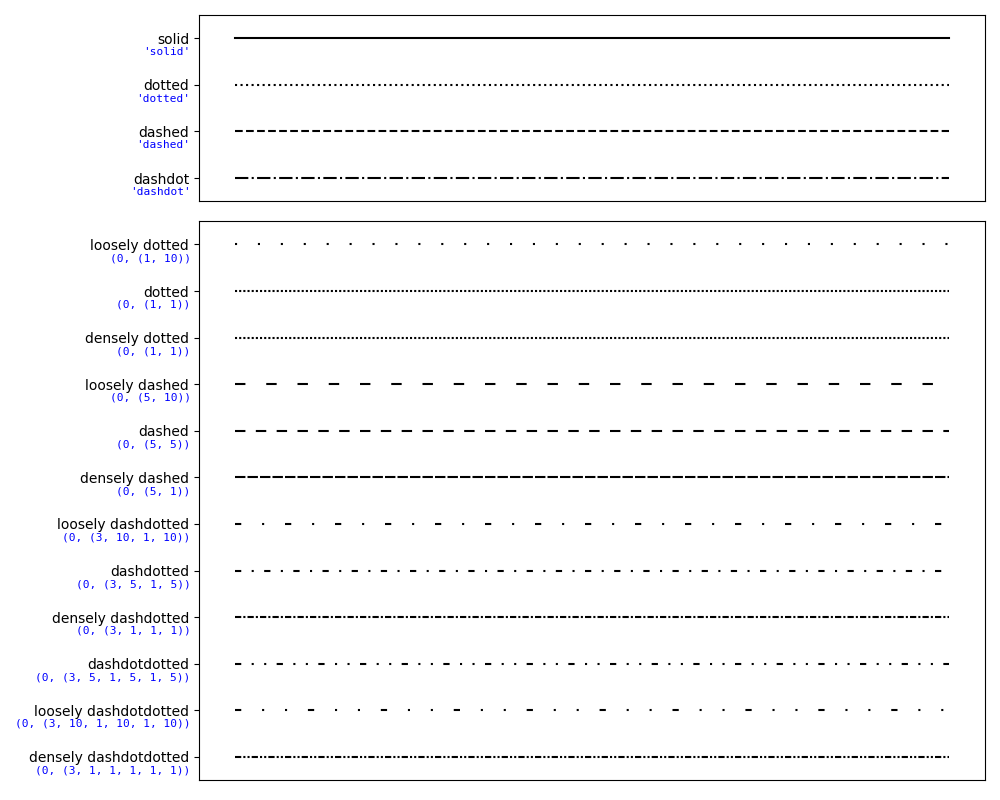 solid
'solid'
dotted
'dotted'
dashed
'dashed'
dashdot
'dashdot'
loosely dotted
(0, (1, 10))
dotted
(0, (1, 1))
densely dotted
(0, (1, 1))
loosely dashed
(0, (5, 10))
dashed
(0, (5, 5))
densely dashed
(0, (5, 1))
loosely dashdotted
(0, (3, 10, 1, 10))
dashdotted
(0, (3, 5, 1, 5))
densely dashdotted
(0, (3, 1, 1, 1))
dashdotdotted
(0, (3, 5, 1, 5, 1, 5))
loosely dashdotdotted
(0, (3, 10, 1, 10, 1, 10))
densely dashdotdotted
(0, (3, 1, 1, 1, 1, 1))